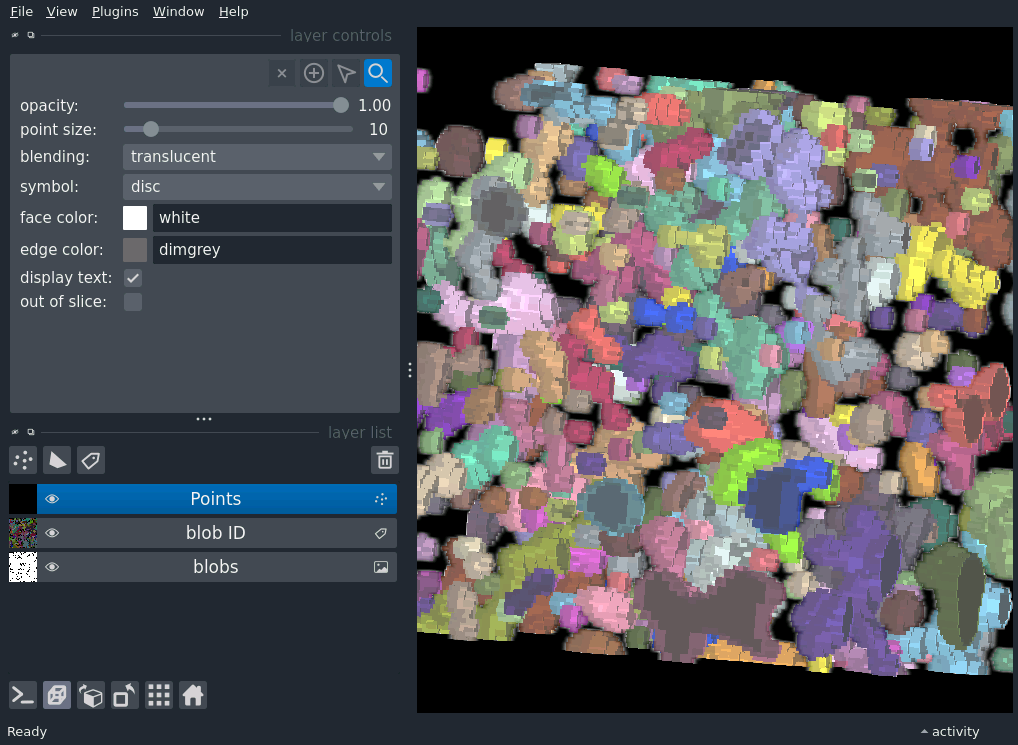 File View Plugins Window Help
layer controls
opacity: 1.00
point size: 10
blending: translucent
symbol: disc
face color: white
edge color: dimgrey
display text:
out of slice:
layer list
Points
blob ID
blobs
Ready activity